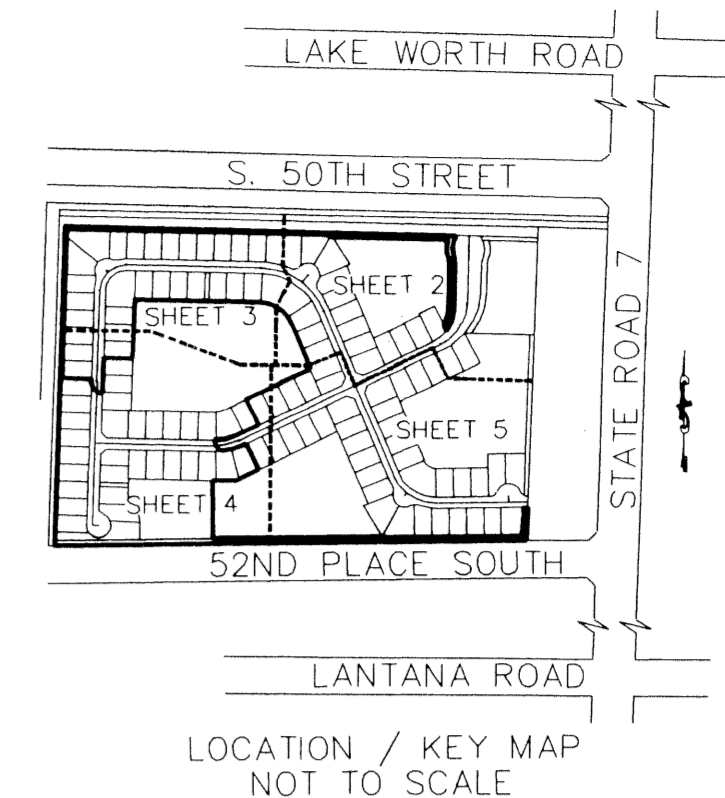 LAKE WORTH ROAD
S. 50TH STREET
SHEET 2
SHEET 3
STATE ROAD 7
SHEET 5
SHEET 4
52ND PLACE SOUTH
LANTANA ROAD
LOCATION / KEY MAP
NOT TO SCALE